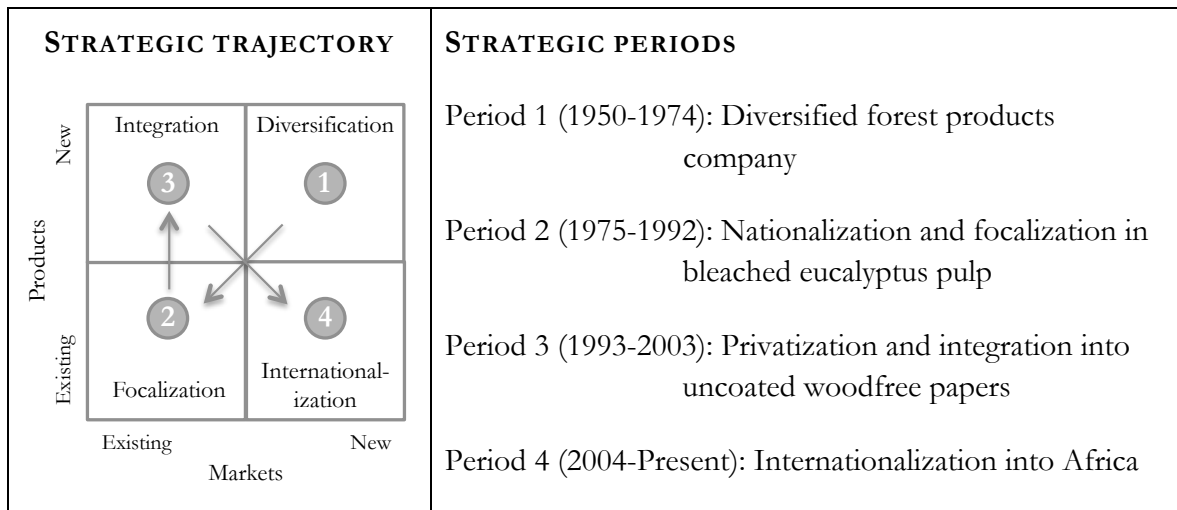 STRATEGIC TRAJECTORY
Integration Diversification
New
3 1
Products
2 4
Existing
Focalization
International-
ization
Existing New
Markets
STRATEGIC PERIODS
Period 1 (1950-1974): Diversified forest products
company
Period 2 (1975-1992): Nationalization and focalization in
bleached eucalyptus pulp
Period 3 (1993-2003): Privatization and integration into
uncoated woodfree papers
Period 4 (2004-Present): Internationalization into Africa